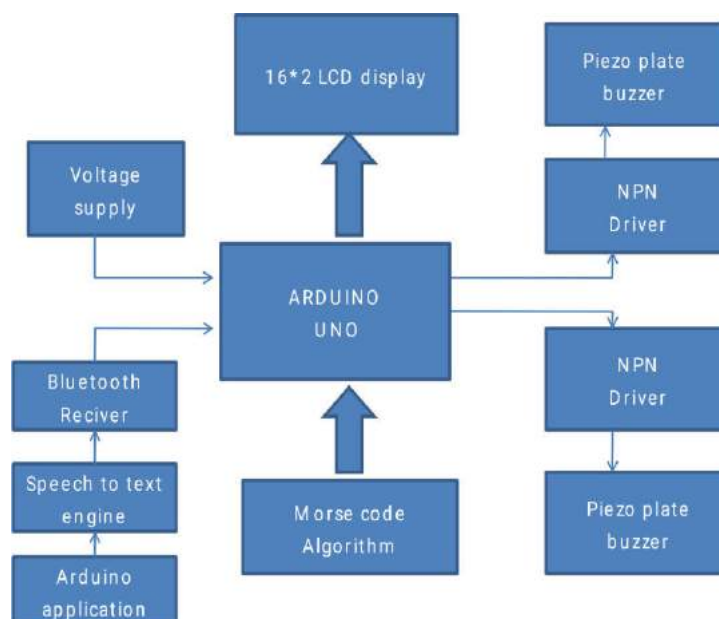 16*2 LCD display
Piezo plate
buzzer
Voltage
supply
NPN
Driver
ARDUINO
UNO
Bluetooth
Reciver
NPN
Driver
Speech to text
engine
Morse code
Algorithm
Piezo plate
buzzer
Arduino
application